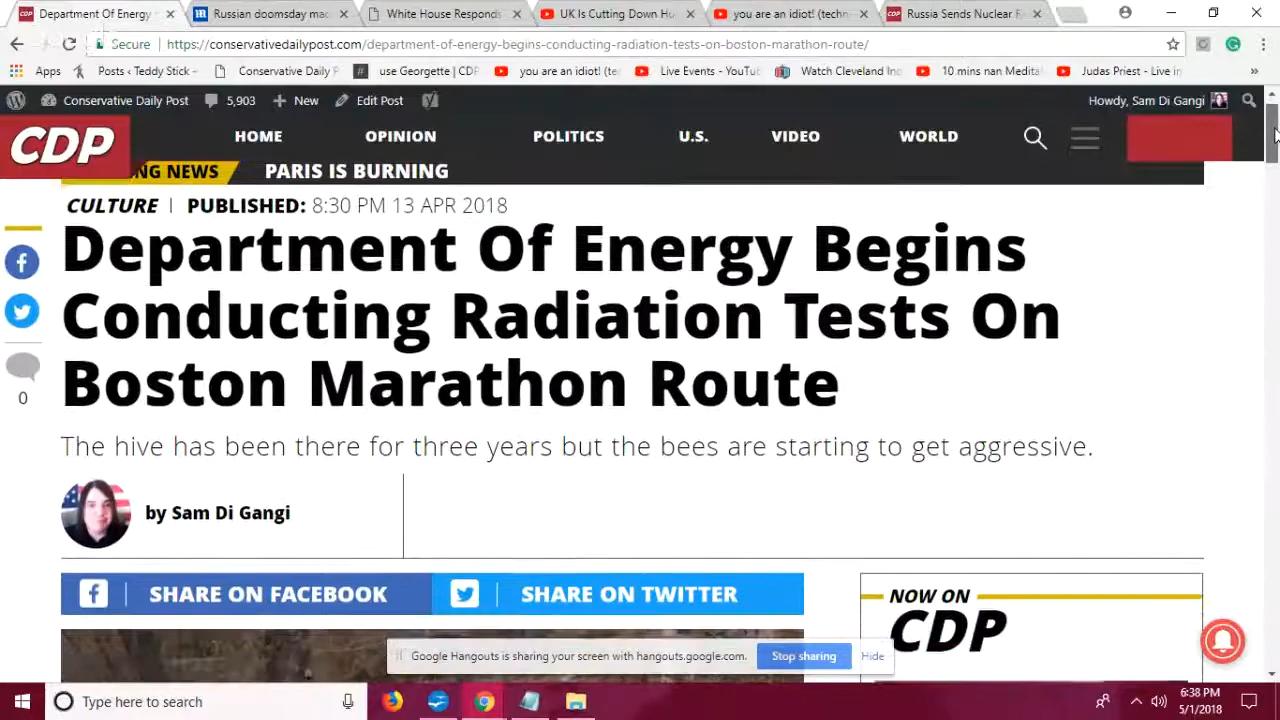 Department Of Energy
Russian doomsday mac
White House Responds
UK Is Cutting Down Hu
you are an idiot! (techn
Russia Sends Nuclear F
Secure
https://conservativedailypost.com/department-of-energy-begins-conducting-radiation-tests-on-boston-marathon-route/
Apps
Posts ‹ Teddy Stick –
Conservative Daily P
use Georgette | CDP
you are an idiot! (te
Live Events - YouTu
Watch Cleveland Inc
10 mins nan Medita
Judas Priest - Live in
Conservative Daily Post
5,903
New
Edit Post
Howdy, Sam Di Gangi
CDP
HOME
OPINION
POLITICS
U.S.
VIDEO
WORLD
NG NEWS
PARIS IS BURNING
CULTURE | PUBLISHED: 8:30 PM 13 APR 2018
Department Of Energy Begins
Conducting Radiation Tests On
Boston Marathon Route
The hive has been there for three years but the bees are starting to get aggressive.
0
by Sam Di Gangi
SHARE ON FACEBOOK
SHARE ON TWITTER
NOW ON
CDP
Google Hangouts is sharing your screen with hangouts.google.com.
Stop sharing
Hide
Type here to search
6:38 PM
5/1/2018